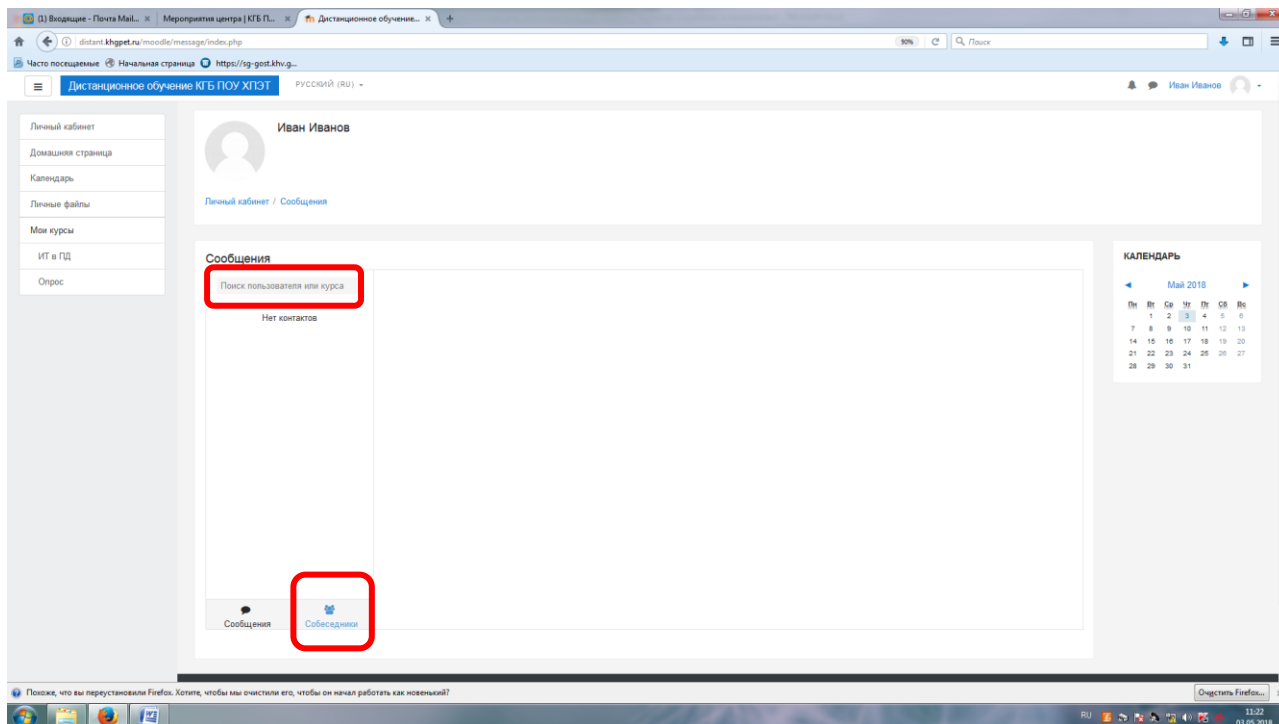 (1) Входящие - Почта Mail... × Мероприятия центра | КГБ П... × Дистанционное обучение... × +
distant.khgpet.ru/moodle/message/index.php 90% Поиск
Часто посещаемые Начальная страница https://sg-gost.khv.g...
Дистанционное обучение КГБ ПОУ ХПЭТ РУССКИЙ (RU) Иван Иванов
Личный кабинет
Домашняя страница
Календарь
Личные файлы
Мои курсы
ИТ в ПД
Опрос
Иван Иванов
Личный кабинет / Сообщения
Сообщения
Поиск пользователя или курса
Нет контактов
Сообщения Собеседники
КАЛЕНДАРЬ
◄ Май 2018 ►
Пн Вт Ср Чт Пт Сб Вс
1 2 3 4 5 6
7 8 9 10 11 12 13
14 15 16 17 18 19 20
21 22 23 24 25 26 27
28 29 30 31
Похоже, что вы переустановили Firefox. Хотите, чтобы мы очистили его, чтобы он начал работать как новенький? Очистить Firefox...
RU 11:22
03.05.2018